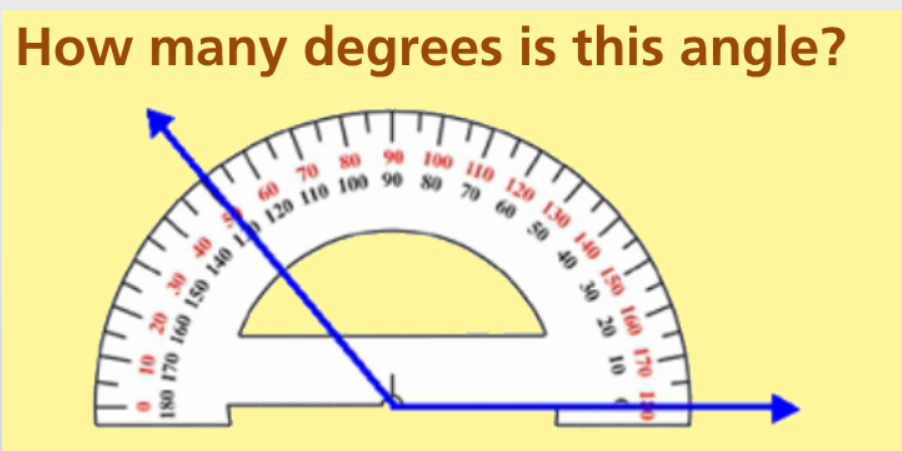 How many degrees is this angle?
0 10 20 30 40 60 70 80 90 100 110 120 130 140 150 160 170
180 170 160 150 140 120 110 100 90 80 70 60 50 40 30 20 10